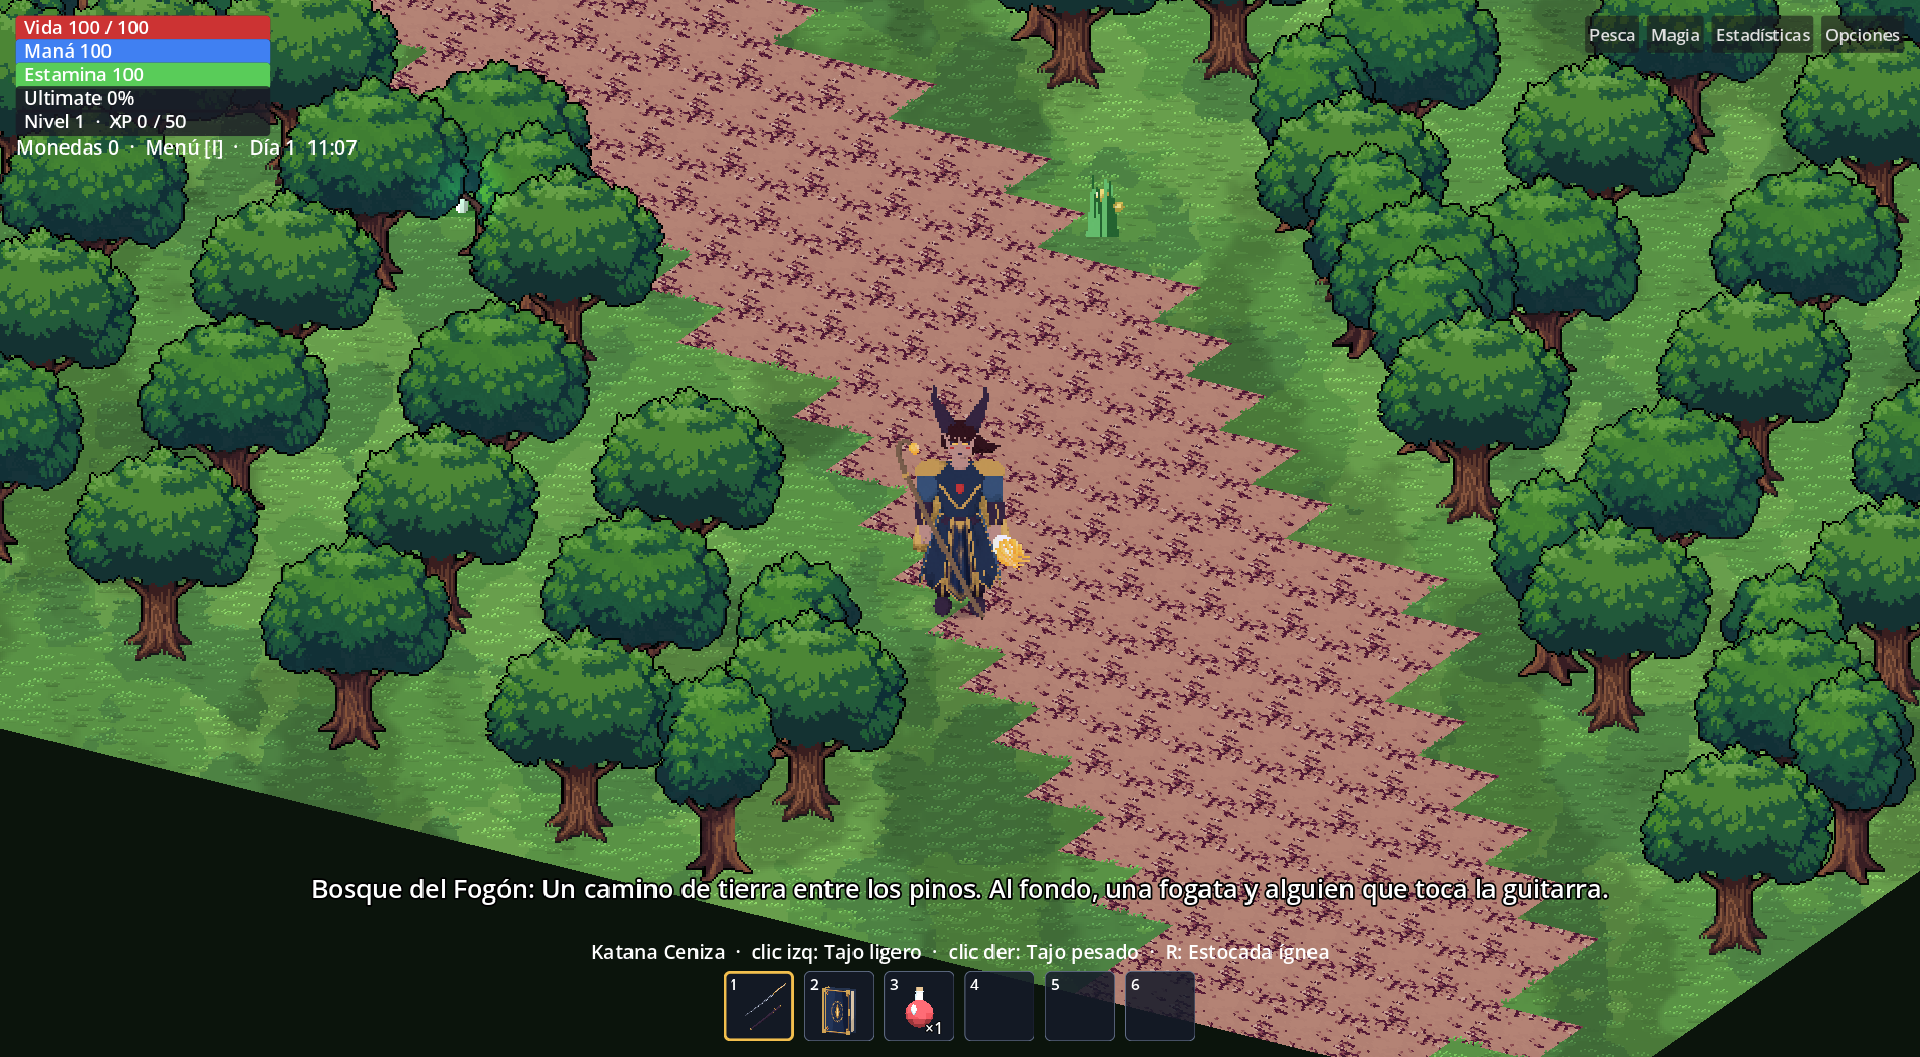 Vida 100 / 100
Maná 100
Estamina 100
Ultimate 0%
Nivel 1 · XP 0 / 50
Monedas 0 · Menú [I] · Día 1 11:07
Pesca Magia Estadísticas Opciones
Bosque del Fogón: Un camino de tierra entre los pinos. Al fondo, una fogata y alguien que toca la guitarra.
Katana Ceniza · clic izq: Tajo ligero · clic der: Tajo pesado · R: Estocada ígnea
1 2 3 4 5 6
×1